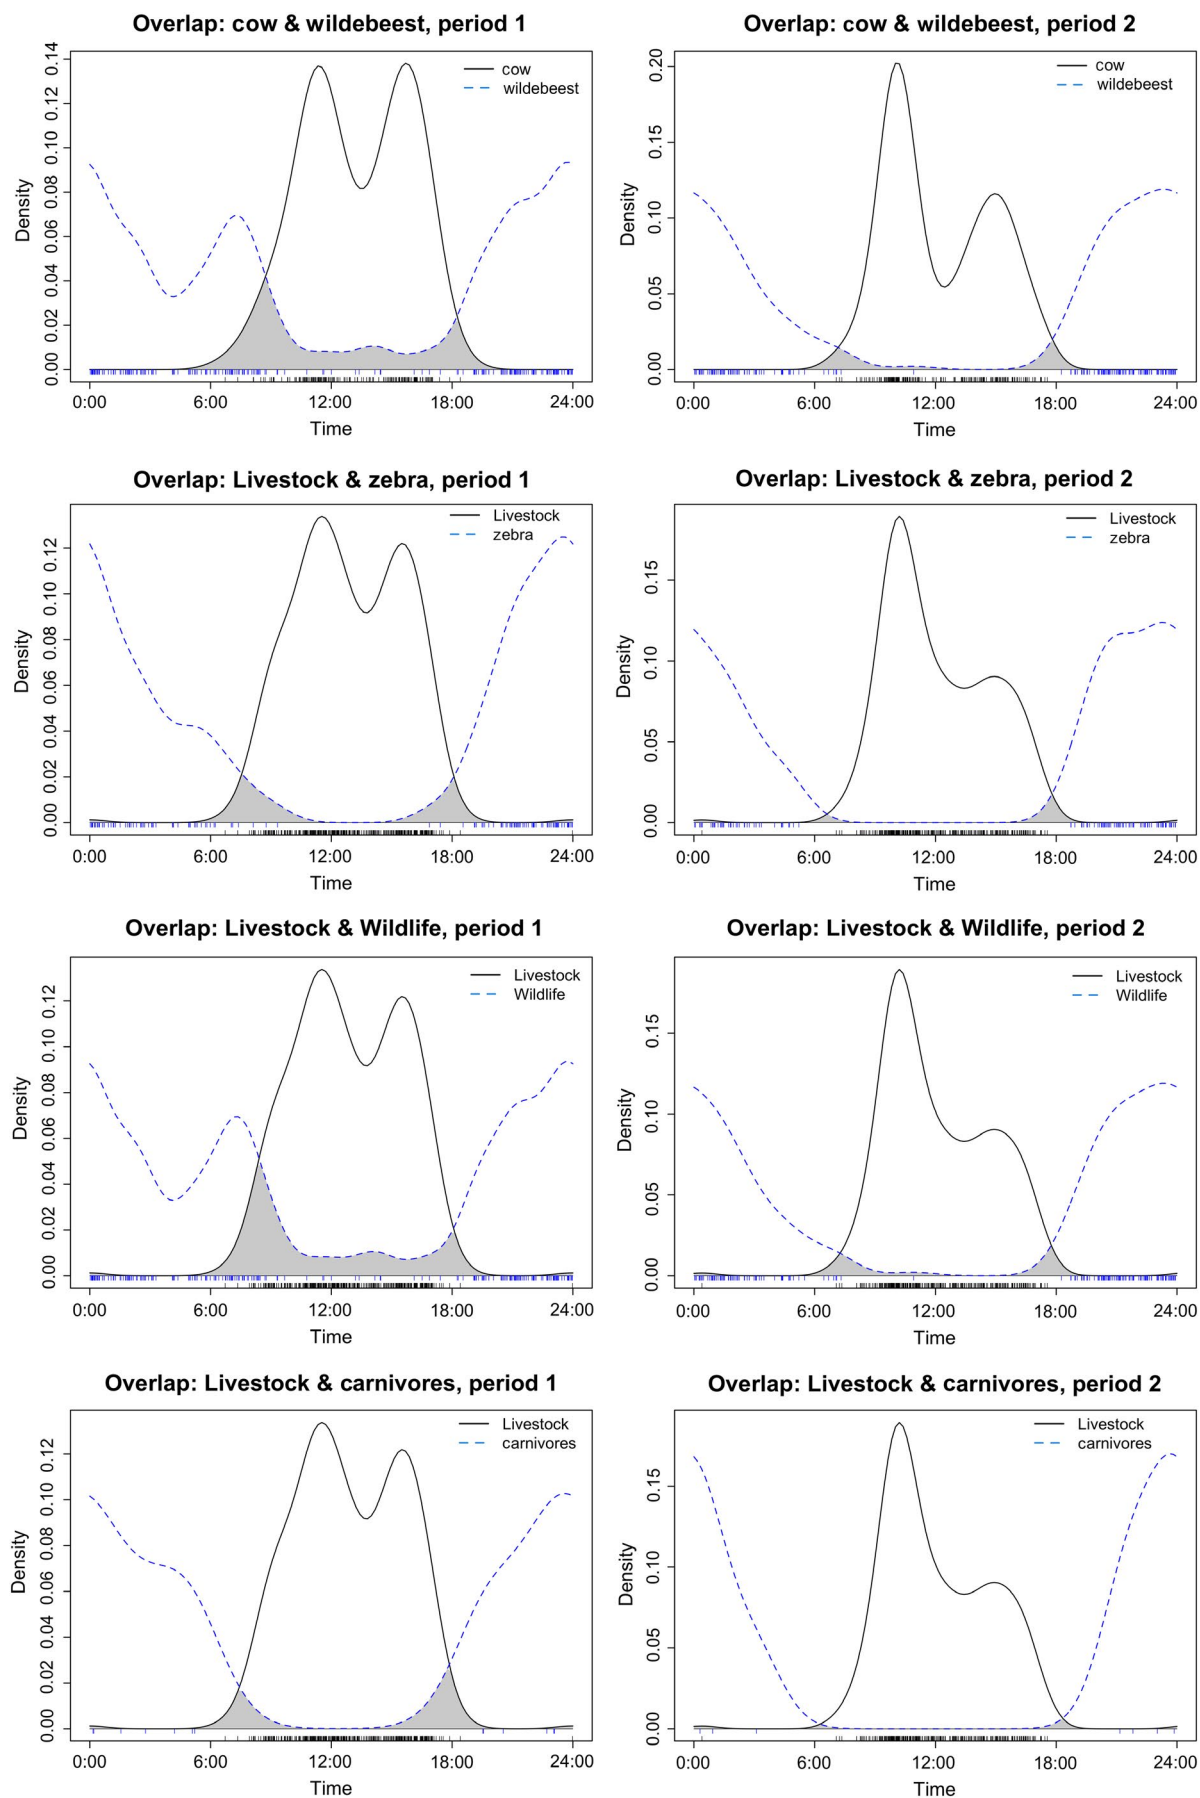 Overlap: cow & wildebeest, period 1
cow
wildebeest
Density
0.00 0.02 0.04 0.06 0.08 0.10 0.12 0.14
0:00 6:00 12:00 18:00 24:00
Time
Overlap: cow & wildebeest, period 2
cow
wildebeest
Density
0.00 0.05 0.10 0.15 0.20
0:00 6:00 12:00 18:00 24:00
Time
Overlap: Livestock & zebra, period 1
Livestock
zebra
Density
0.00 0.02 0.04 0.06 0.08 0.10 0.12
0:00 6:00 12:00 18:00 24:00
Time
Overlap: Livestock & zebra, period 2
Livestock
zebra
Density
0.00 0.05 0.10 0.15
0:00 6:00 12:00 18:00 24:00
Time
Overlap: Livestock & Wildlife, period 1
Livestock
Wildlife
Density
0.00 0.02 0.04 0.06 0.08 0.10 0.12
0:00 6:00 12:00 18:00 24:00
Time
Overlap: Livestock & Wildlife, period 2
Livestock
Wildlife
Density
0.00 0.05 0.10 0.15
0:00 6:00 12:00 18:00 24:00
Time
Overlap: Livestock & carnivores, period 1
Livestock
carnivores
Density
0.00 0.02 0.04 0.06 0.08 0.10 0.12
0:00 6:00 12:00 18:00 24:00
Time
Overlap: Livestock & carnivores, period 2
Livestock
carnivores
Density
0.00 0.05 0.10 0.15
0:00 6:00 12:00 18:00 24:00
Time